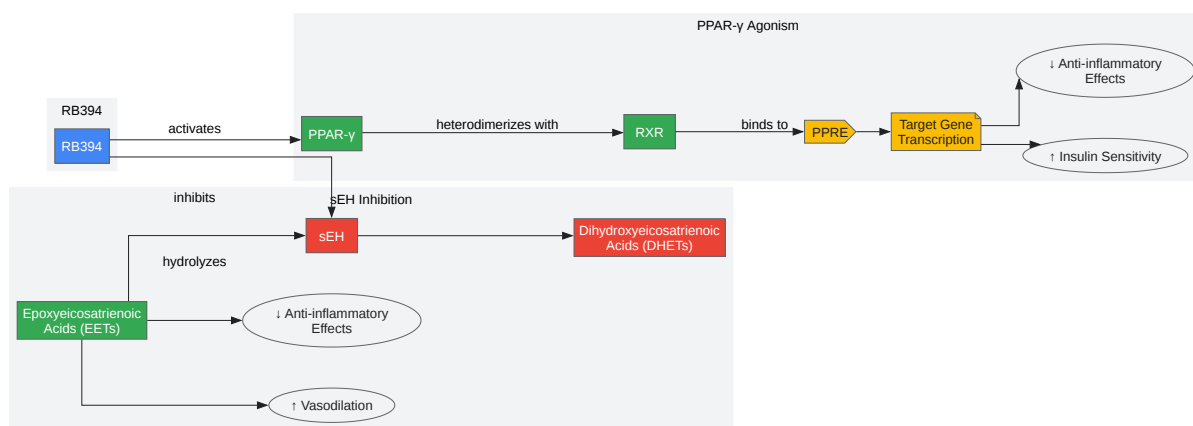 PPAR-γ Agonism
↓ Anti-inflammatory
Effects
RB394
RB394
activates
PPAR-γ
heterodimerizes with
RXR
binds to
PPRE
Target Gene
Transcription
↑ Insulin Sensitivity
inhibits
sEH Inhibition
sEH
Dihydroxyeicosatrienoic
Acids (DHETs)
hydrolyzes
Epoxyeicosatrienoic
Acids (EETs)
↓ Anti-inflammatory
Effects
↑ Vasodilation